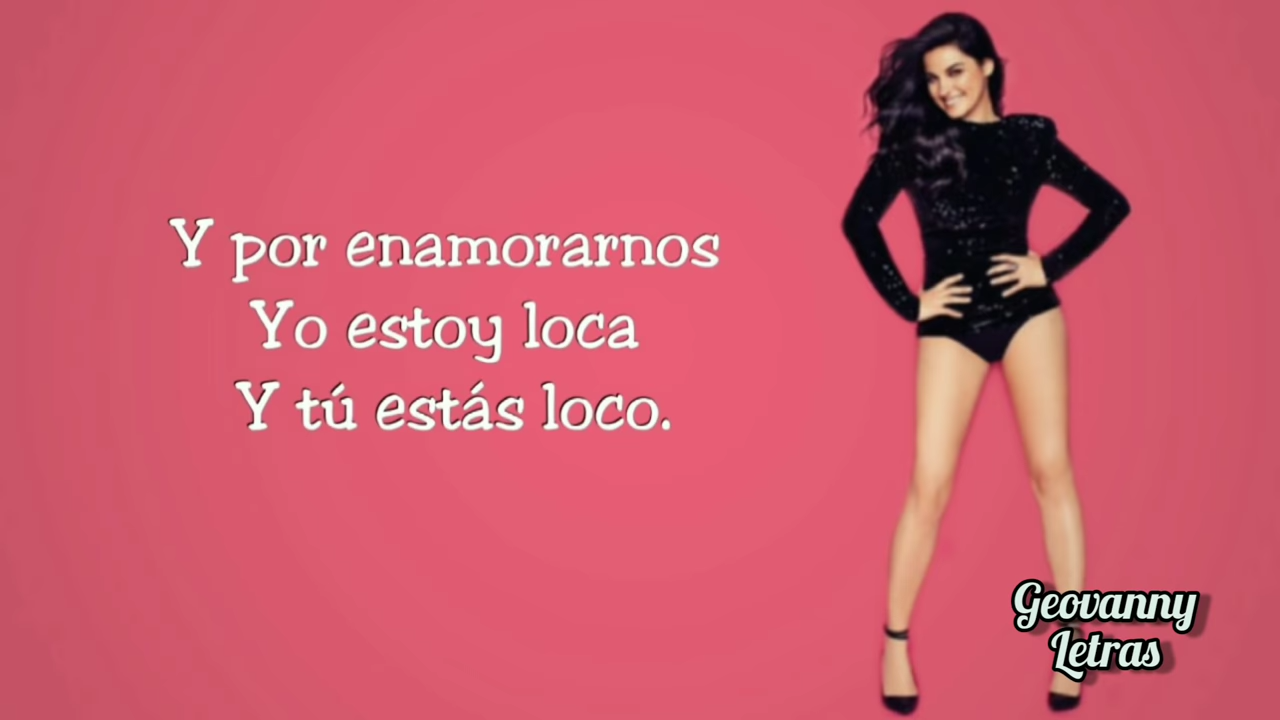 Y por enamorarnos
Yo estoy loca
Y tú estás loco.
Geovanny
Letras